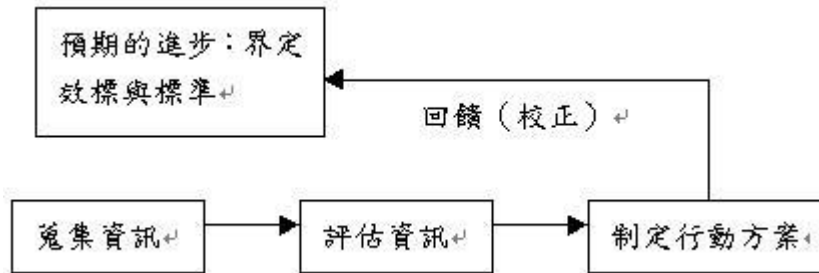 預期的進步：界定
效標與標準↵
回饋（校正）↵
蒐集資訊↵
評估資訊↵
制定行動方案↵